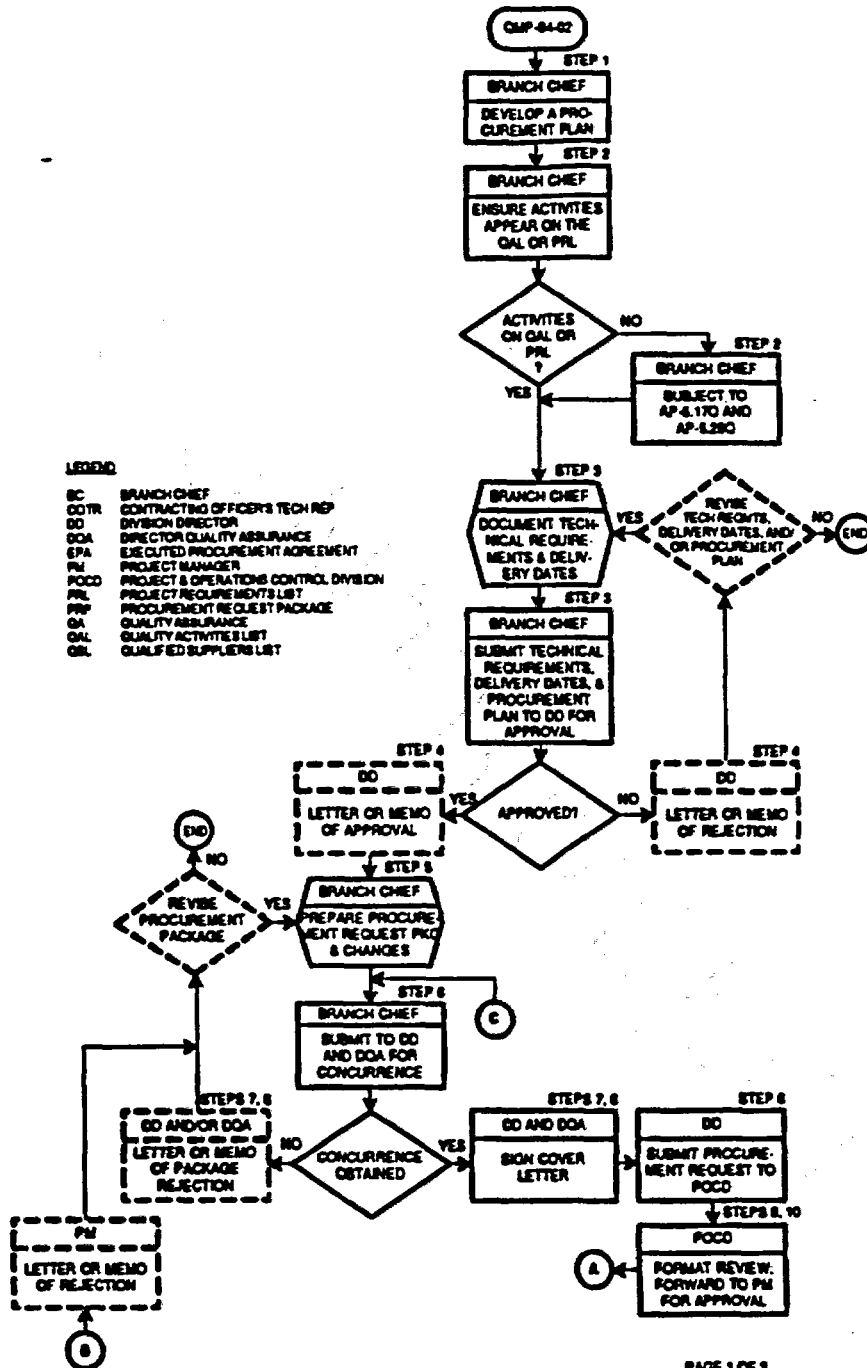 QMP-04-02
STEP 1
BRANCH CHIEF
DEVELOP A PRO-
CUREMENT PLAN
STEP 2
BRANCH CHIEF
ENSURE ACTIVITIES
APPEAR ON THE
QAL OR PRL
ACTIVITIES
ON QAL OR
PRL
?
NO
YES
STEP 2
BRANCH CHIEF
SUBJECT TO
AND
LEGEND
BC BRANCH CHIEF
COTR CONTRACTING OFFICER'S TECH REP
DD DIVISION DIRECTOR
DQA DIRECTOR QUALITY ASSURANCE
EPA EXECUTED PROCUREMENT AGREEMENT
PM PROJECT MANAGER
POCD PROJECT & OPERATIONS CONTROL DIVISION
PRL PROJECT REQUIREMENTS LIST
PRP PROCUREMENT REQUEST PACKAGE
QA QUALITY ASSURANCE
QAL QUALITY ACTIVITIES LIST
QSL QUALIFIED SUPPLIERS LIST
STEP 3
BRANCH CHIEF
DOCUMENT TECH-
NICAL REQUIRE-
MENTS & DELIV-
ERY DATES
YES
REVISE
TECH REQMTS,
DELIVERY DATES, AND/
OR PROCUREMENT
PLAN
NO
END
STEP 3
BRANCH CHIEF
SUBMIT TECHNICAL
REQUIREMENTS,
DELIVERY DATES, &
PROCUREMENT
PLAN TO DD FOR
APPROVAL
STEP 4
DD
LETTER OR MEMO
OF APPROVAL
YES
APPROVED?
NO
STEP 4
DD
LETTER OR MEMO
OF REJECTION
END
NO
REVISE
PROCUREMENT
PACKAGE
YES
STEP 5
BRANCH CHIEF
PREPARE PROCURE-
MENT REQUEST PKG
& CHANGES
C
STEP 6
BRANCH CHIEF
SUBMIT TO DD
AND DQA FOR
CONCURRENCE
STEPS 7, 8
DD AND/OR DQA
LETTER OR MEMO
OF PACKAGE
REJECTION
NO
CONCURRENCE
OBTAINED
YES
STEPS 7, 8
DD AND DQA
SIGN COVER
LETTER
STEP
DD
SUBMIT PROCURE-
MENT REQUEST TO
POCD
STEPS 9, 10
POCD
FORMAT REVIEW;
FORWARD TO PM
FOR APPROVAL
A
PM
LETTER OR MEMO
OF REJECTION
B
PAGE 1 OF